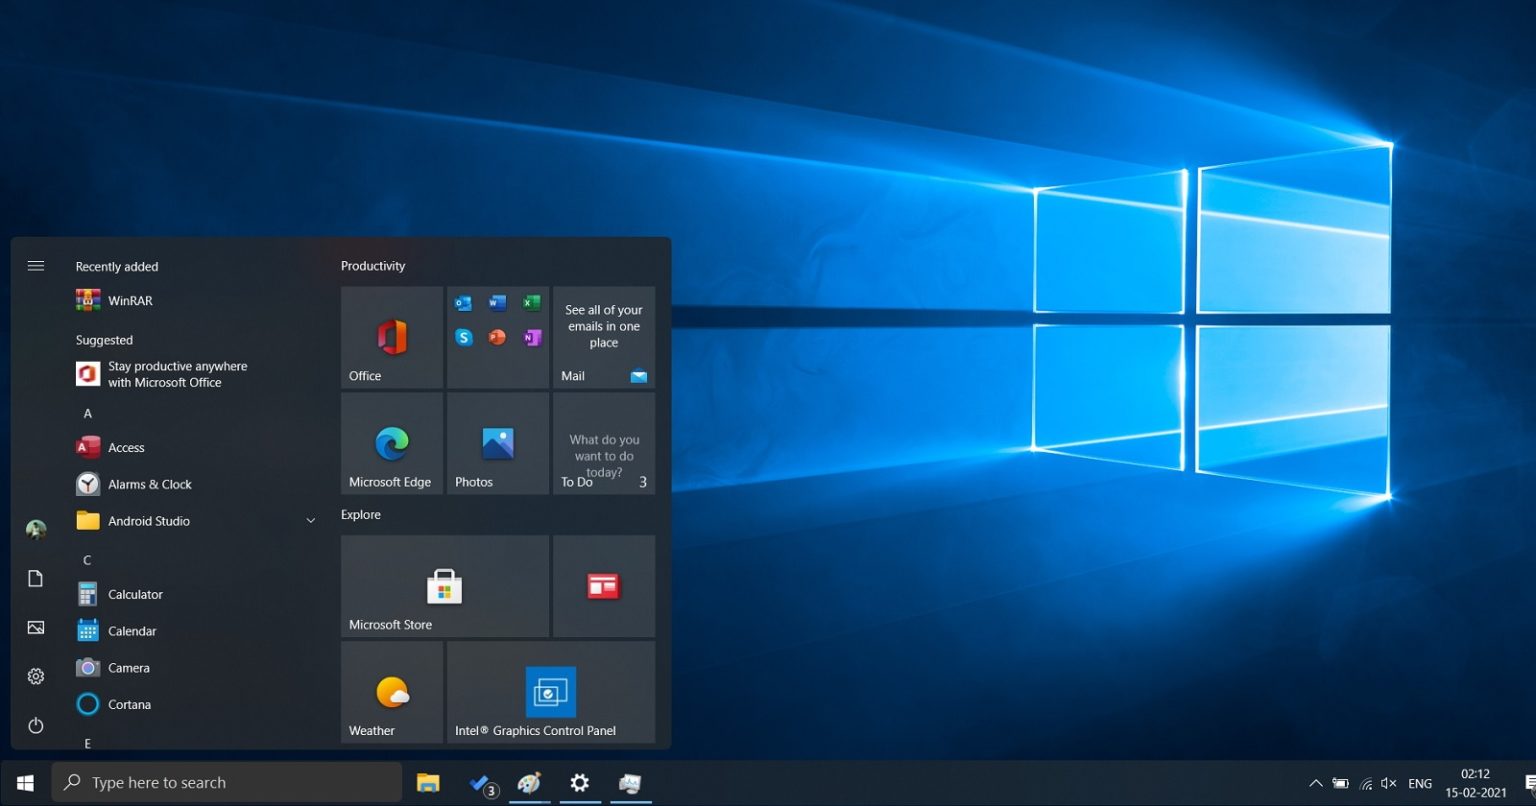 Recently added
WinRAR
Suggested
Stay productive anywhere
with Microsoft Office
A
Access
Alarms & Clock
Android Studio
C
Calculator
Calendar
Camera
Cortana
E
Productivity
Office
See all of your
emails in one
place
Mail
Microsoft Edge
Photos
What do you
want to do
today?
To Do 3
Explore
Microsoft Store
Weather
Intel® Graphics Control Panel
Type here to search
3
ENG
02:12
15-02-2021